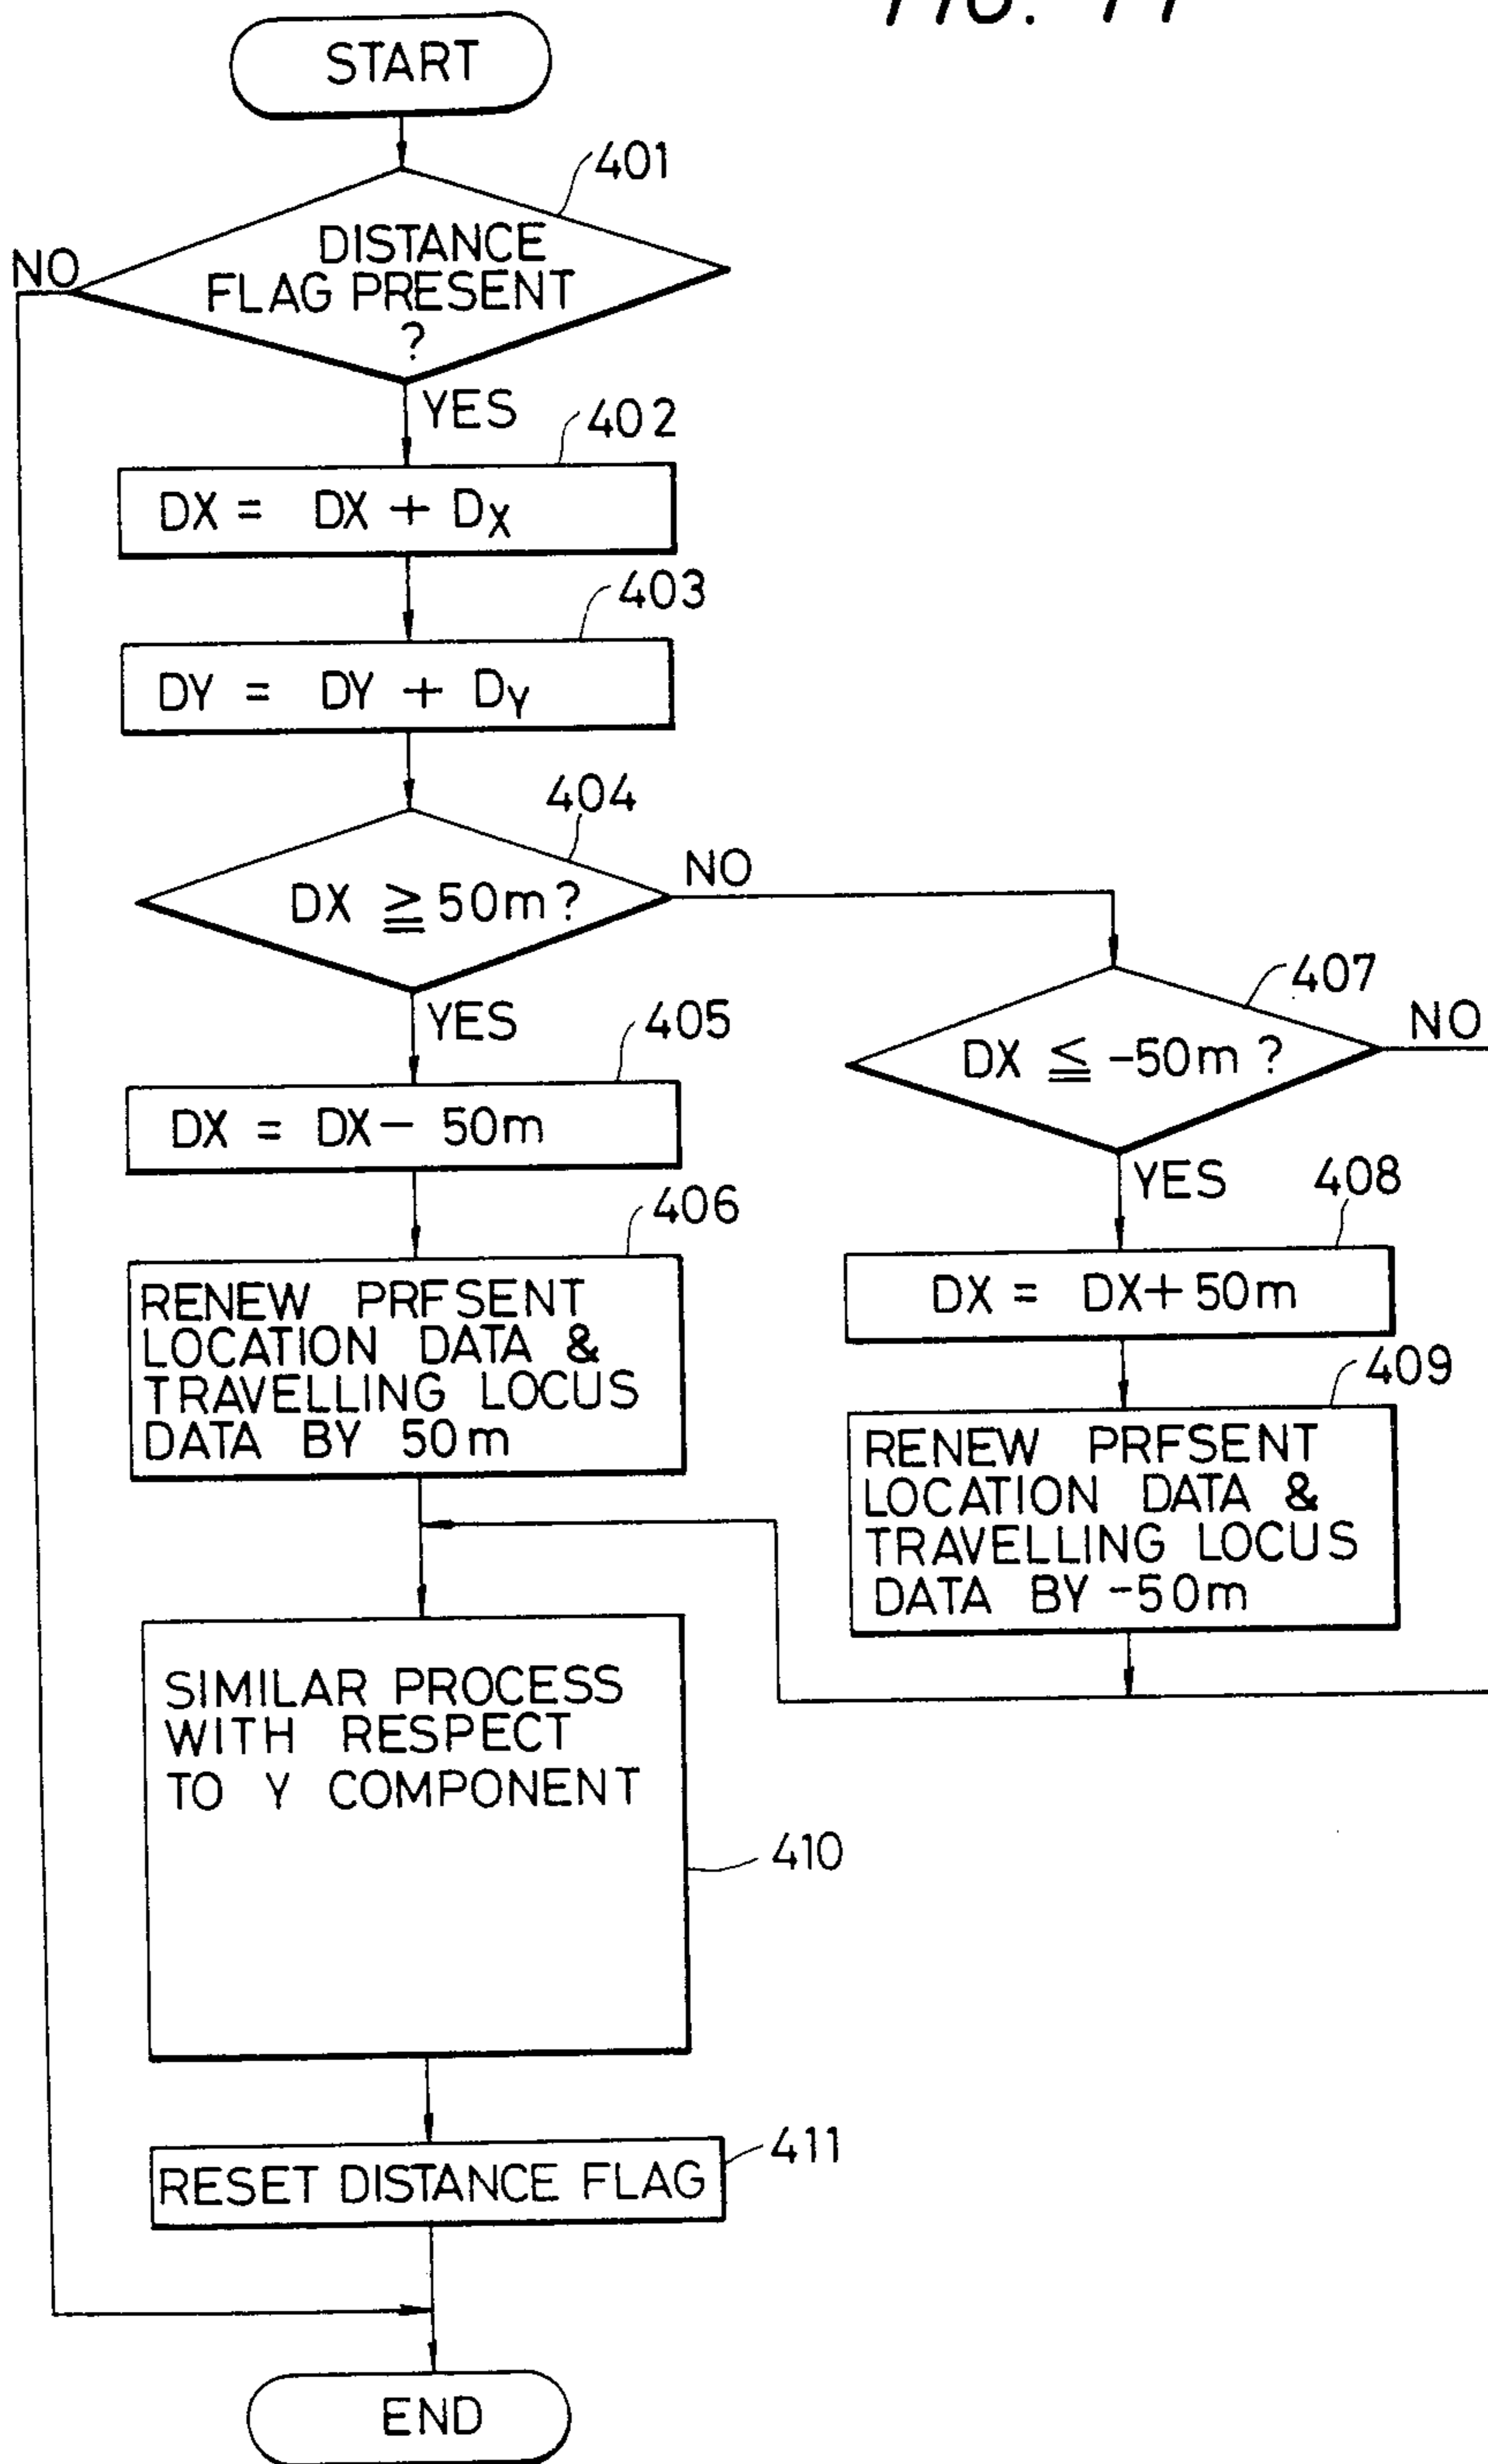 START
401
DISTANCE
FLAG PRESENT
?
NO
YES
402
DX = DX + Dx
403
DY = DY + Dy
404
DX ≧ 50m?
NO
YES
405
DX = DX - 50m
406
RENEW PRFSENT
LOCATION DATA &
TRAVELLING LOCUS
DATA BY 50m
407
DX ≦ -50m ?
NO
YES
408
DX = DX + 50m
409
RENEW PRFSENT
LOCATION DATA &
TRAVELLING LOCUS
DATA BY -50m
SIMILAR PROCESS
WITH RESPECT
TO Y COMPONENT
410
411
RESET DISTANCE FLAG
END